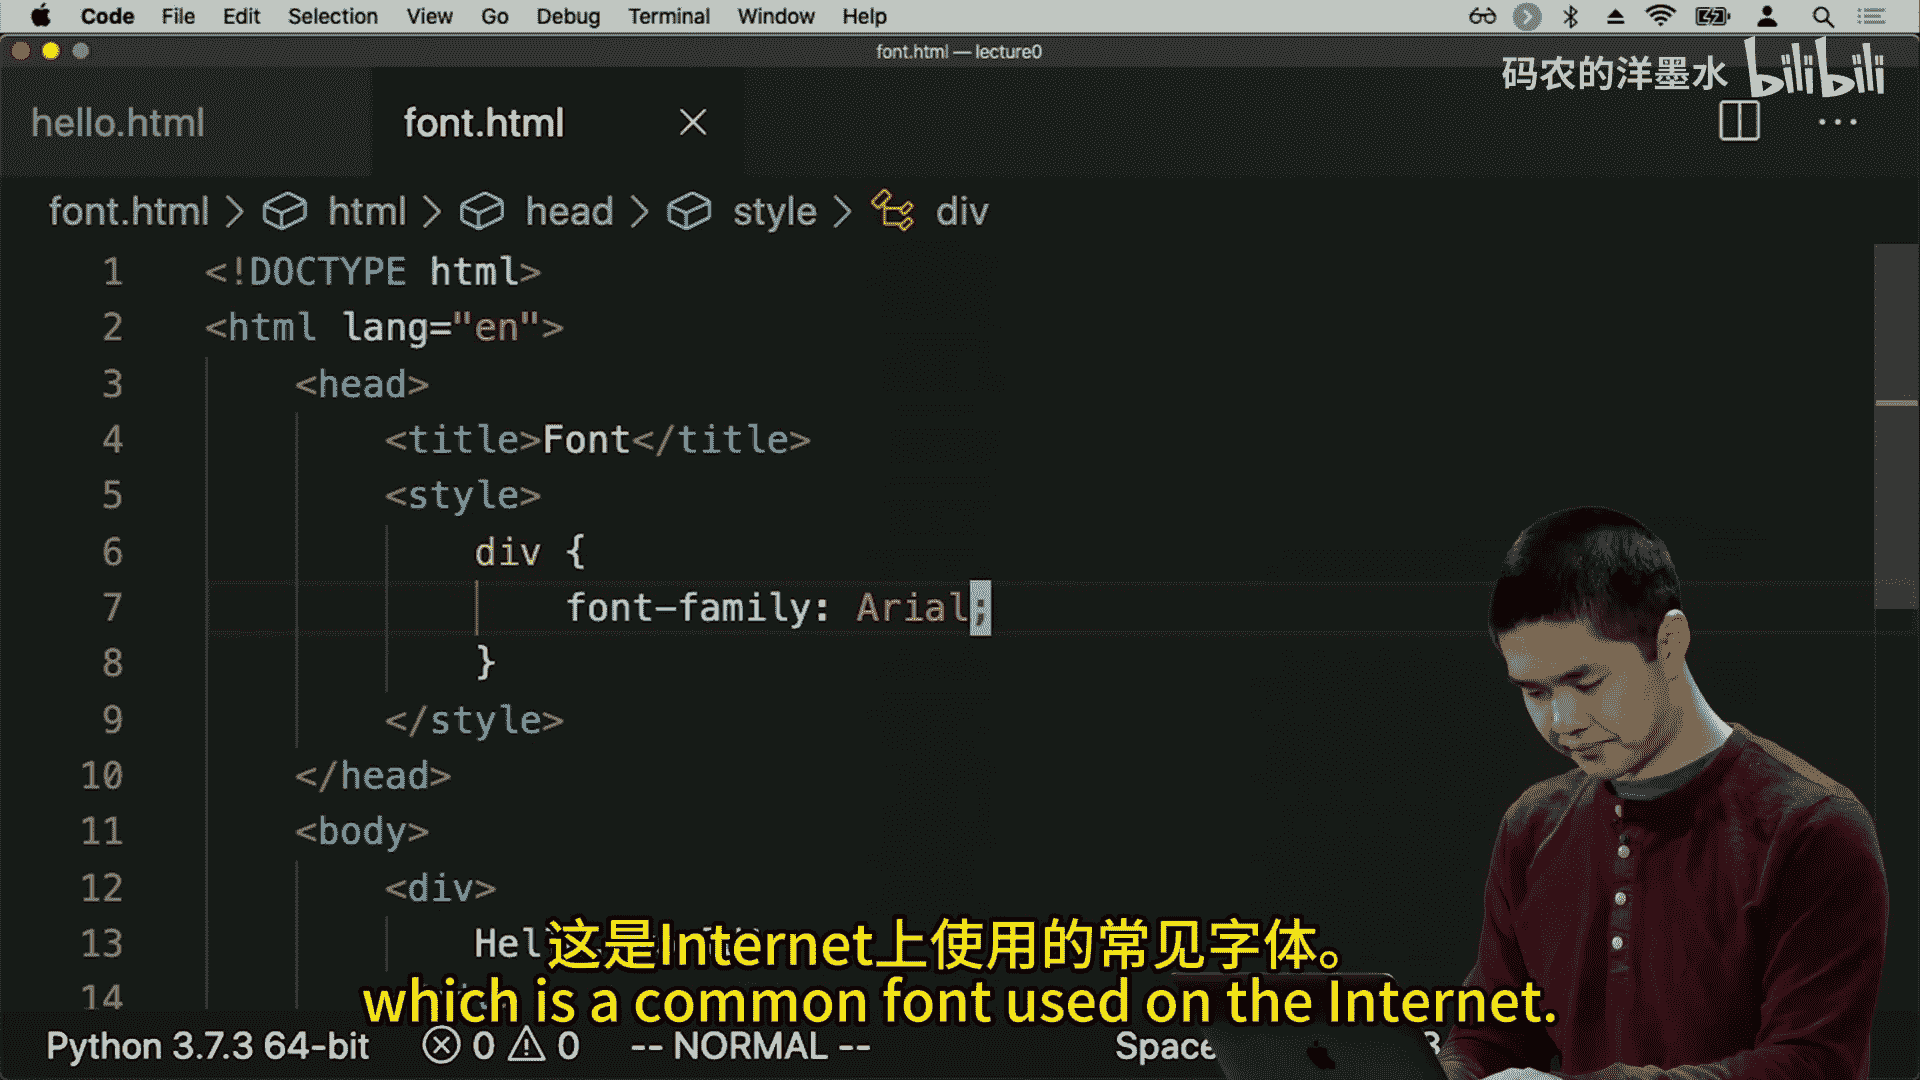 Code File Edit Selection View Go Debug Terminal Window Help
font.html — lecture0
码农的洋墨水 bilibili
hello.html font.html
font.html > html > head > style > div
1 <!DOCTYPE html>
2 <html lang="en">
3 <head>
4 <title>Font</title>
5 <style>
6 div {
7 font-family: Arial;
8 }
9 </style>
10 </head>
11 <body>
12 <div>
13 Hel
14
这是Internet上使用的常见字体。
which is a common font used on the Internet.
Python 3.7.3 64-bit 0 0 -- NORMAL -- Space 3